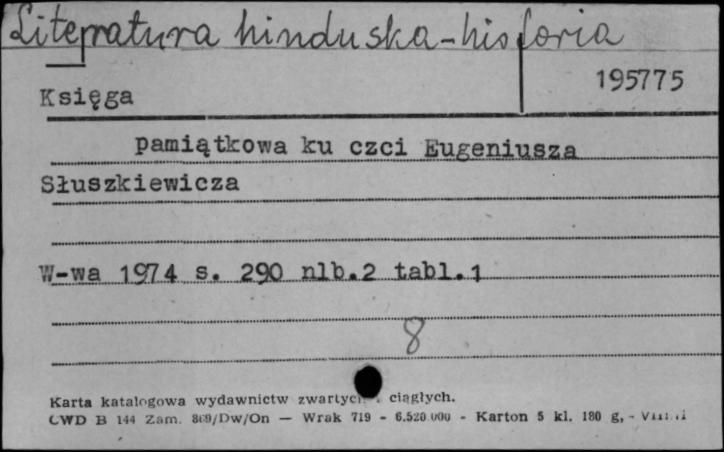 Literatura hinduska - historia
195775
Księga
pamiątkowa ku czci Eugeniusza
Słuszkiewicza
W-wa 1974 s. 290 nlb.2 tabl.1
8
Karta katalogowa wydawnictw zwartych i ciągłych.
CWD B 144 Zam. 869/Dw/On — Wrak 719 - 6.520.000 - Karton 5 kl. 180 g, -